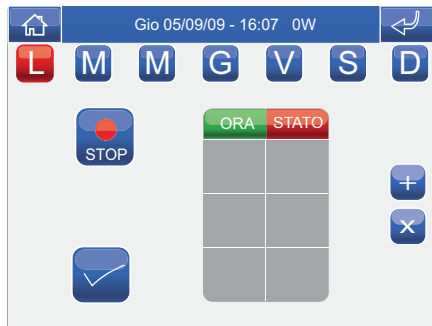 Gio 05/09/09 - 16:07 0W
L M M G V S D
ORA STATO
STOP
+
x